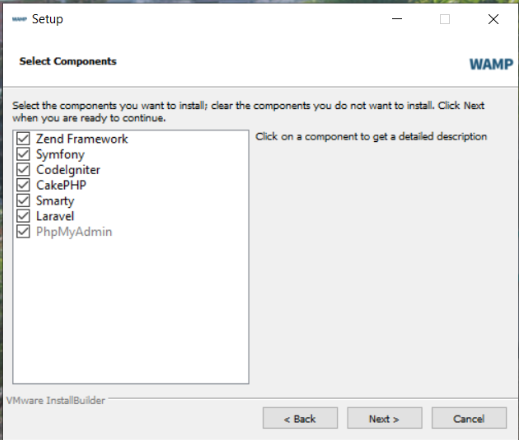 WAMP Setup
Select Components
WAMP
Select the components you want to install; clear the components you do not want to install. Click Next
when you are ready to continue.
Zend Framework
Click on a component to get a detailed description
Symfony
CodeIgniter
CakePHP
Smarty
Laravel
PhpMyAdmin
VMware InstallBuilder
< Back
Next >
Cancel